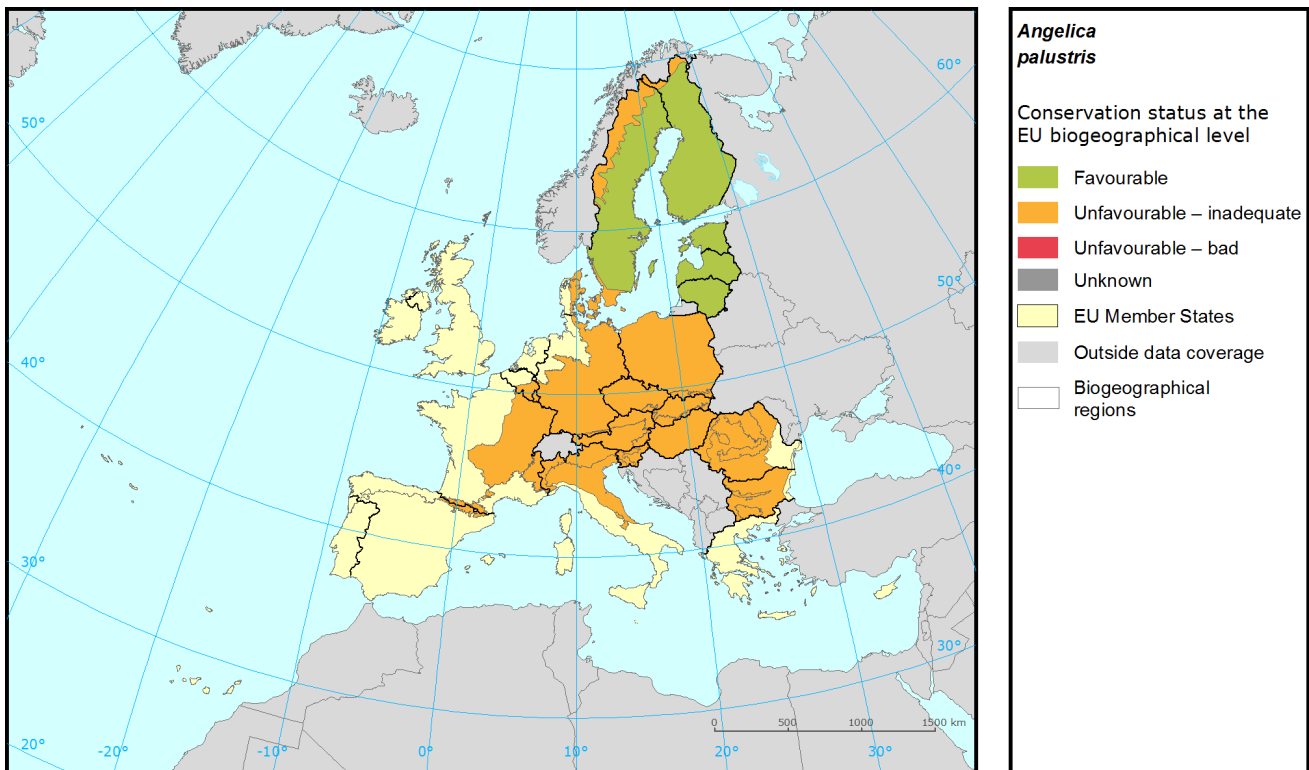 Angelica
palustris
Conservation status at the
EU biogeographical level
Favourable
Unfavourable – inadequate
Unfavourable – bad
Unknown
EU Member States
Outside data coverage
Biogeographical
regions
60°
50°
50°
40°
40°
30°
30°
20°
-20°
-10°
0°
10°
20°
30°
0 500 1000 1500 km